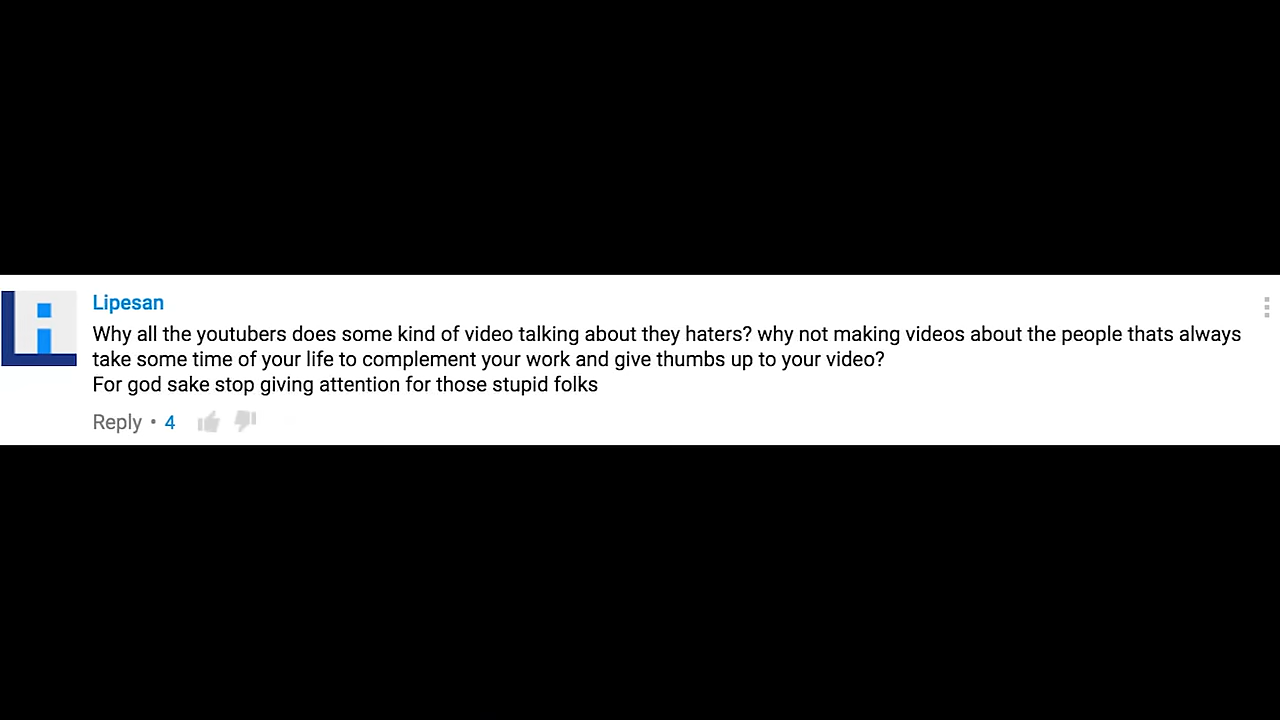 Lipesan
Why all the youtubers does some kind of video talking about they haters? why not making videos about the people thats always
take some time of your life to complement your work and give thumbs up to your video?
For god sake stop giving attention for those stupid folks
Reply • 4